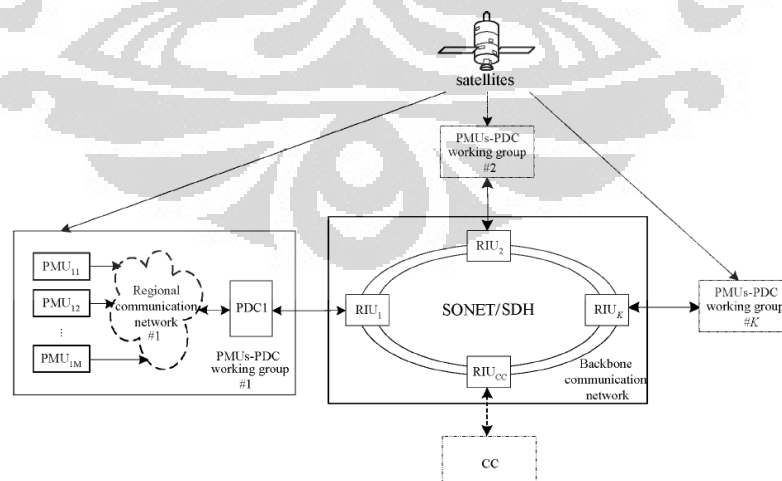 satellites
PMUs-PDC
working group
#2
PMU11
PMU12
⋮
PMU1M
Regional
communication
network
#1
PDC1
PMUs-PDC
working group
#1
RIU1
RIU2
SONET/SDH
RIUK
RIUCC
Backbone
communication
network
PMUs-PDC
working group
#K
CC